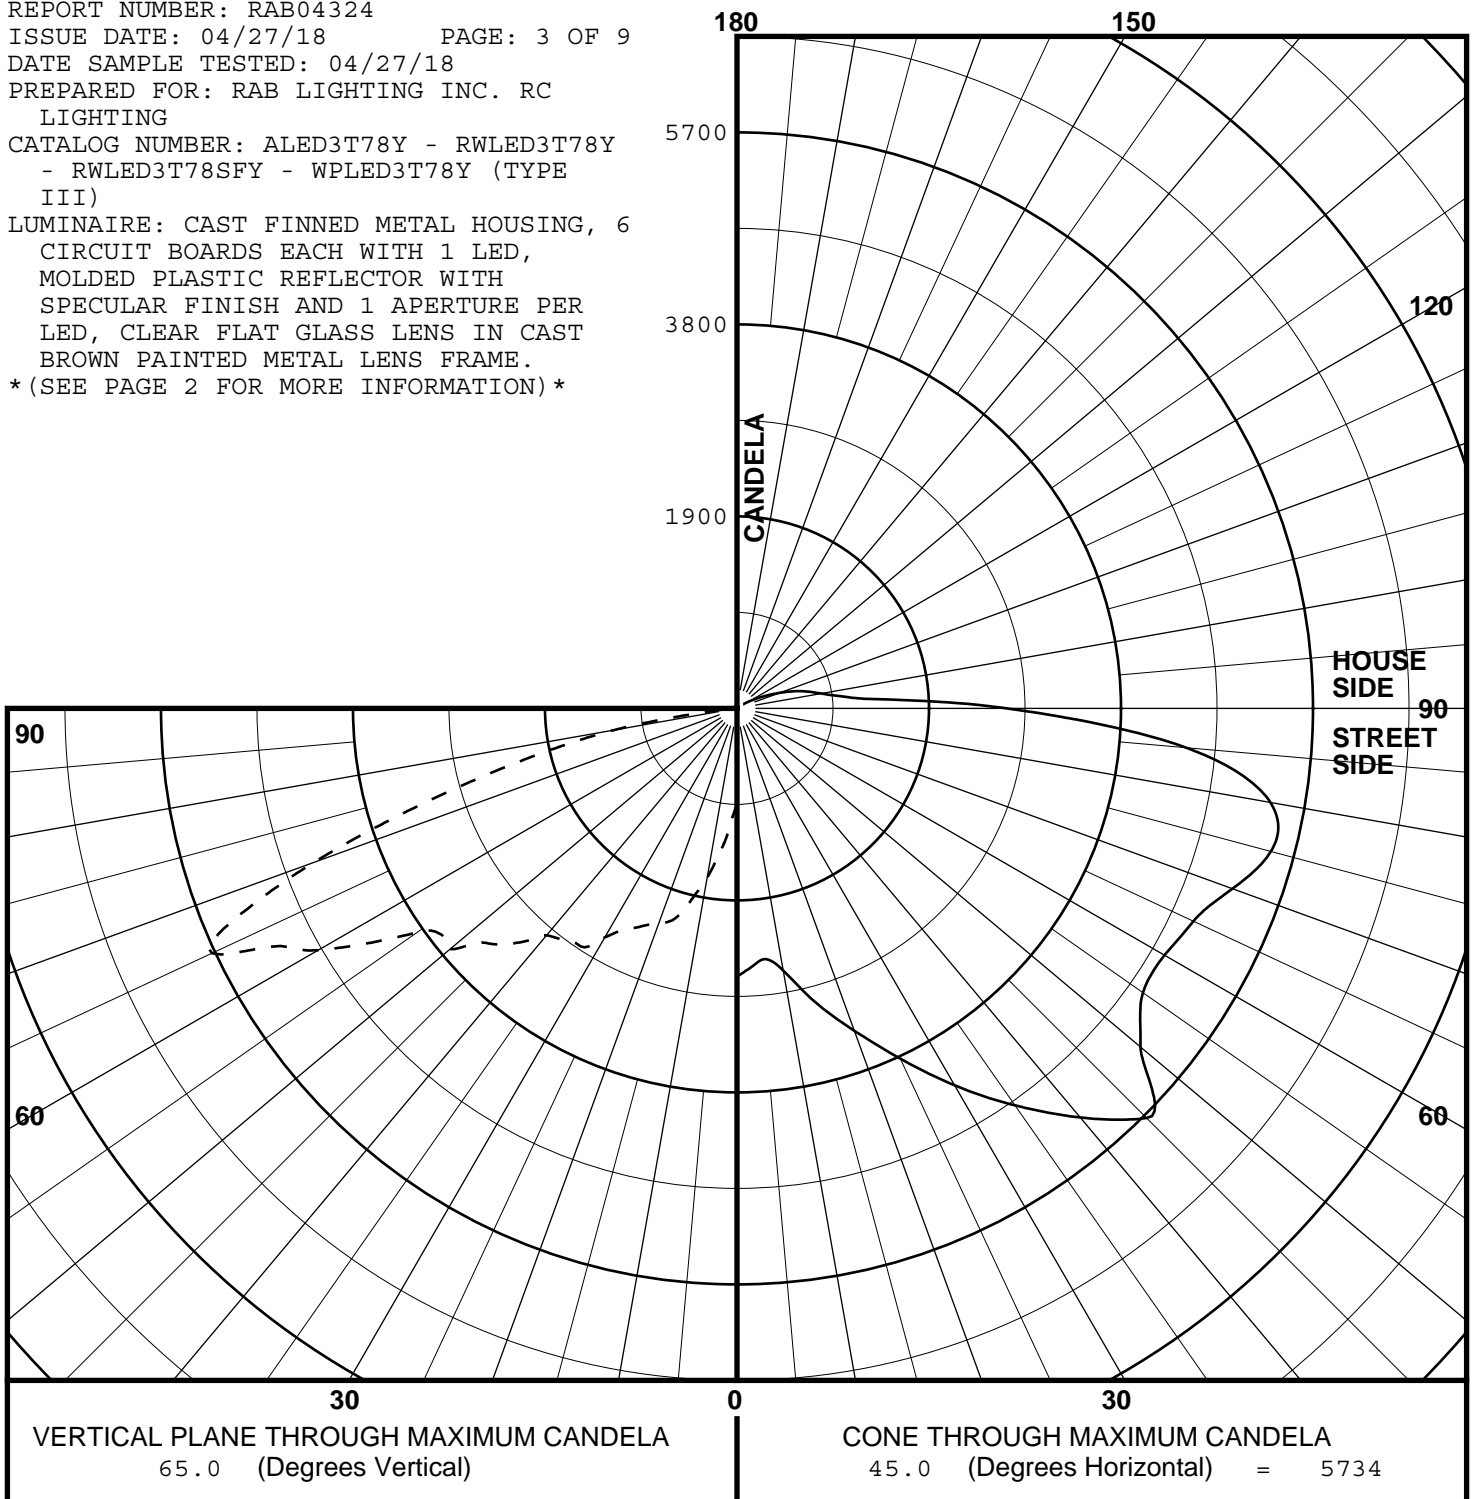 REPORT NUMBER: RAB04324
ISSUE DATE: 04/27/18 PAGE: 3 OF 9
DATE SAMPLE TESTED: 04/27/18
PREPARED FOR: RAB LIGHTING INC. RC
LIGHTING
CATALOG NUMBER: ALED3T78Y - RWLED3T78Y
- RWLED3T78SFY - WPLED3T78Y (TYPE
III)
LUMINAIRE: CAST FINNED METAL HOUSING, 6
CIRCUIT BOARDS EACH WITH 1 LED,
MOLDED PLASTIC REFLECTOR WITH
SPECULAR FINISH AND 1 APERTURE PER
LED, CLEAR FLAT GLASS LENS IN CAST
BROWN PAINTED METAL LENS FRAME.
*(SEE PAGE 2 FOR MORE INFORMATION)*
180
150
5700
120
3800
CANDELA
1900
HOUSE
SIDE
90
90
STREET
SIDE
60
60
30
0
30
VERTICAL PLANE THROUGH MAXIMUM CANDELA
65.0 (Degrees Vertical)
CONE THROUGH MAXIMUM CANDELA
45.0 (Degrees Horizontal) = 5734